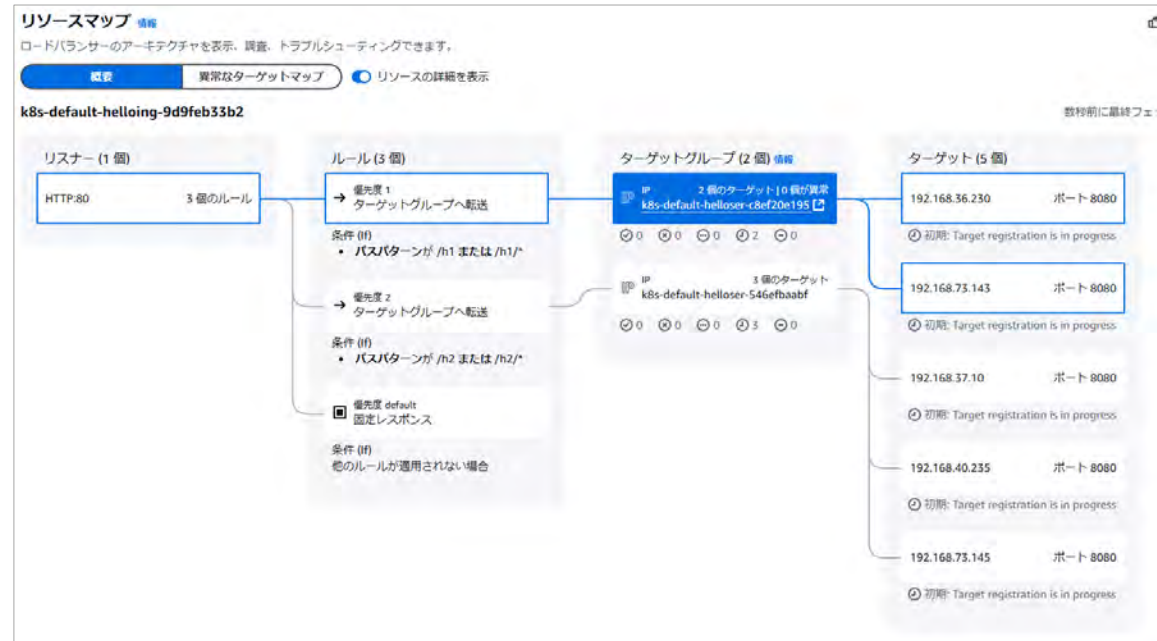 リソースマップ 情報
ロードバランサーのアーキテクチャを表示、調査、トラブルシューティングできます。
概要
異常なターゲットマップ
リソースの詳細を表示
k8s-default-helloing-9d9feb33b2
数秒前に最終フェ
リスナー (1 個)
HTTP:80 3 個のルール
ルール (3 個)
優先度 1
ターゲットグループへ転送
条件 (If)
• パスパターンが /h1 または /h1/*
優先度 2
ターゲットグループへ転送
条件 (If)
• パスパターンが /h2 または /h2/*
優先度 default
固定レスポンス
条件 (If)
他のルールが適用されない場合
ターゲットグループ (2 個) 情報
IP 2 個のターゲット | 0 個が異常
k8s-default-helloser-c8ef20e195
0 0 0 2 0
IP 3 個のターゲット
k8s-default-helloser-546efbaabf
0 0 0 3 0
ターゲット (5 個)
192.168.36.230 ポート 8080
初期: Target registration is in progress
192.168.73.143 ポート 8080
初期: Target registration is in progress
192.168.37.10 ポート 8080
初期: Target registration is in progress
192.168.40.235 ポート 8080
初期: Target registration is in progress
192.168.73.145 ポート 8080
初期: Target registration is in progress